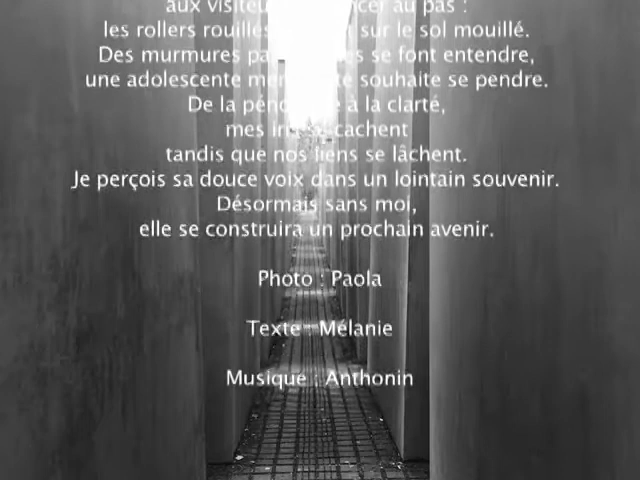 aux au pas :
les rollers sur le sol mouillé.
Des murmures se font entendre,
une adolescente souhaite se pendre.
De la à la clarté,
mes cachent
tandis que nos liens se lâchent.
Je perçois sa douce voix dans un lointain souvenir.
Désormais sans moi,
elle se construira un prochain avenir.
Photo : Paola
Texte : Mélanie
Musique : Anthonin